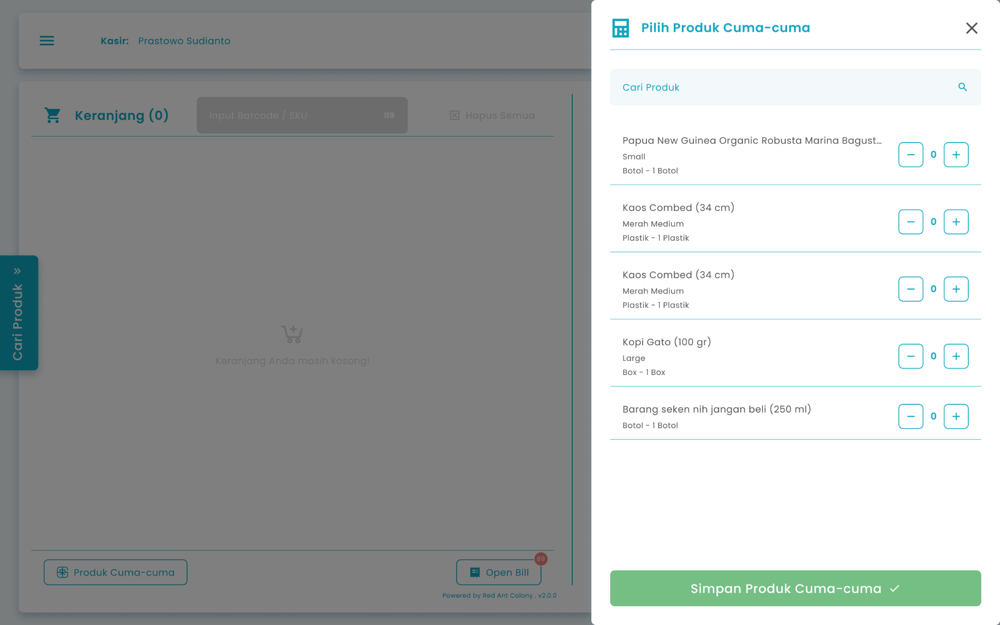 Kasir: Prastowo Sudianto
Keranjang (0)
Input Barcode / SKU
Hapus Semua
Cari Produk
Keranjang Anda masih kosong!
Produk Cuma-cuma
Open Bill
89
Powered by Red Ant Colony . v2.0.0
Pilih Produk Cuma-cuma
Cari Produk
Papua New Guinea Organic Robusta Marina Bagust...
Small
Botol - 1 Botol
0
Kaos Combed (34 cm)
Merah Medium
Plastik - 1 Plastik
0
Kaos Combed (34 cm)
Merah Medium
Plastik - 1 Plastik
0
Kopi Gato (100 gr)
Large
Box - 1 Box
0
Barang seken nih jangan beli (250 ml)
Botol - 1 Botol
0
Simpan Produk Cuma-cuma